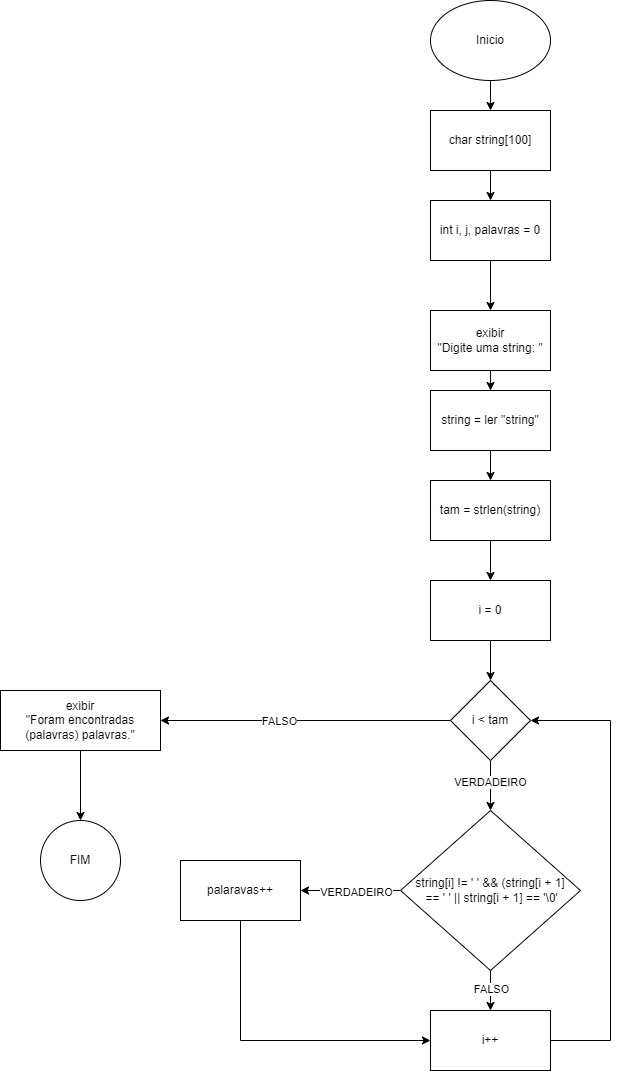 Inicio
char string[100]
int i, j, palavras = 0
exibir
"Digite uma string: "
string = ler "string"
tam = strlen(string)
i = 0
i < tam
FALSO
exibir
"Foram encontradas
(palavras) palavras."
FIM
VERDADEIRO
string[i] != ' ' && (string[i + 1]
== ' ' || string[i + 1] == '\0'
VERDADEIRO
palaravas++
FALSO
i++